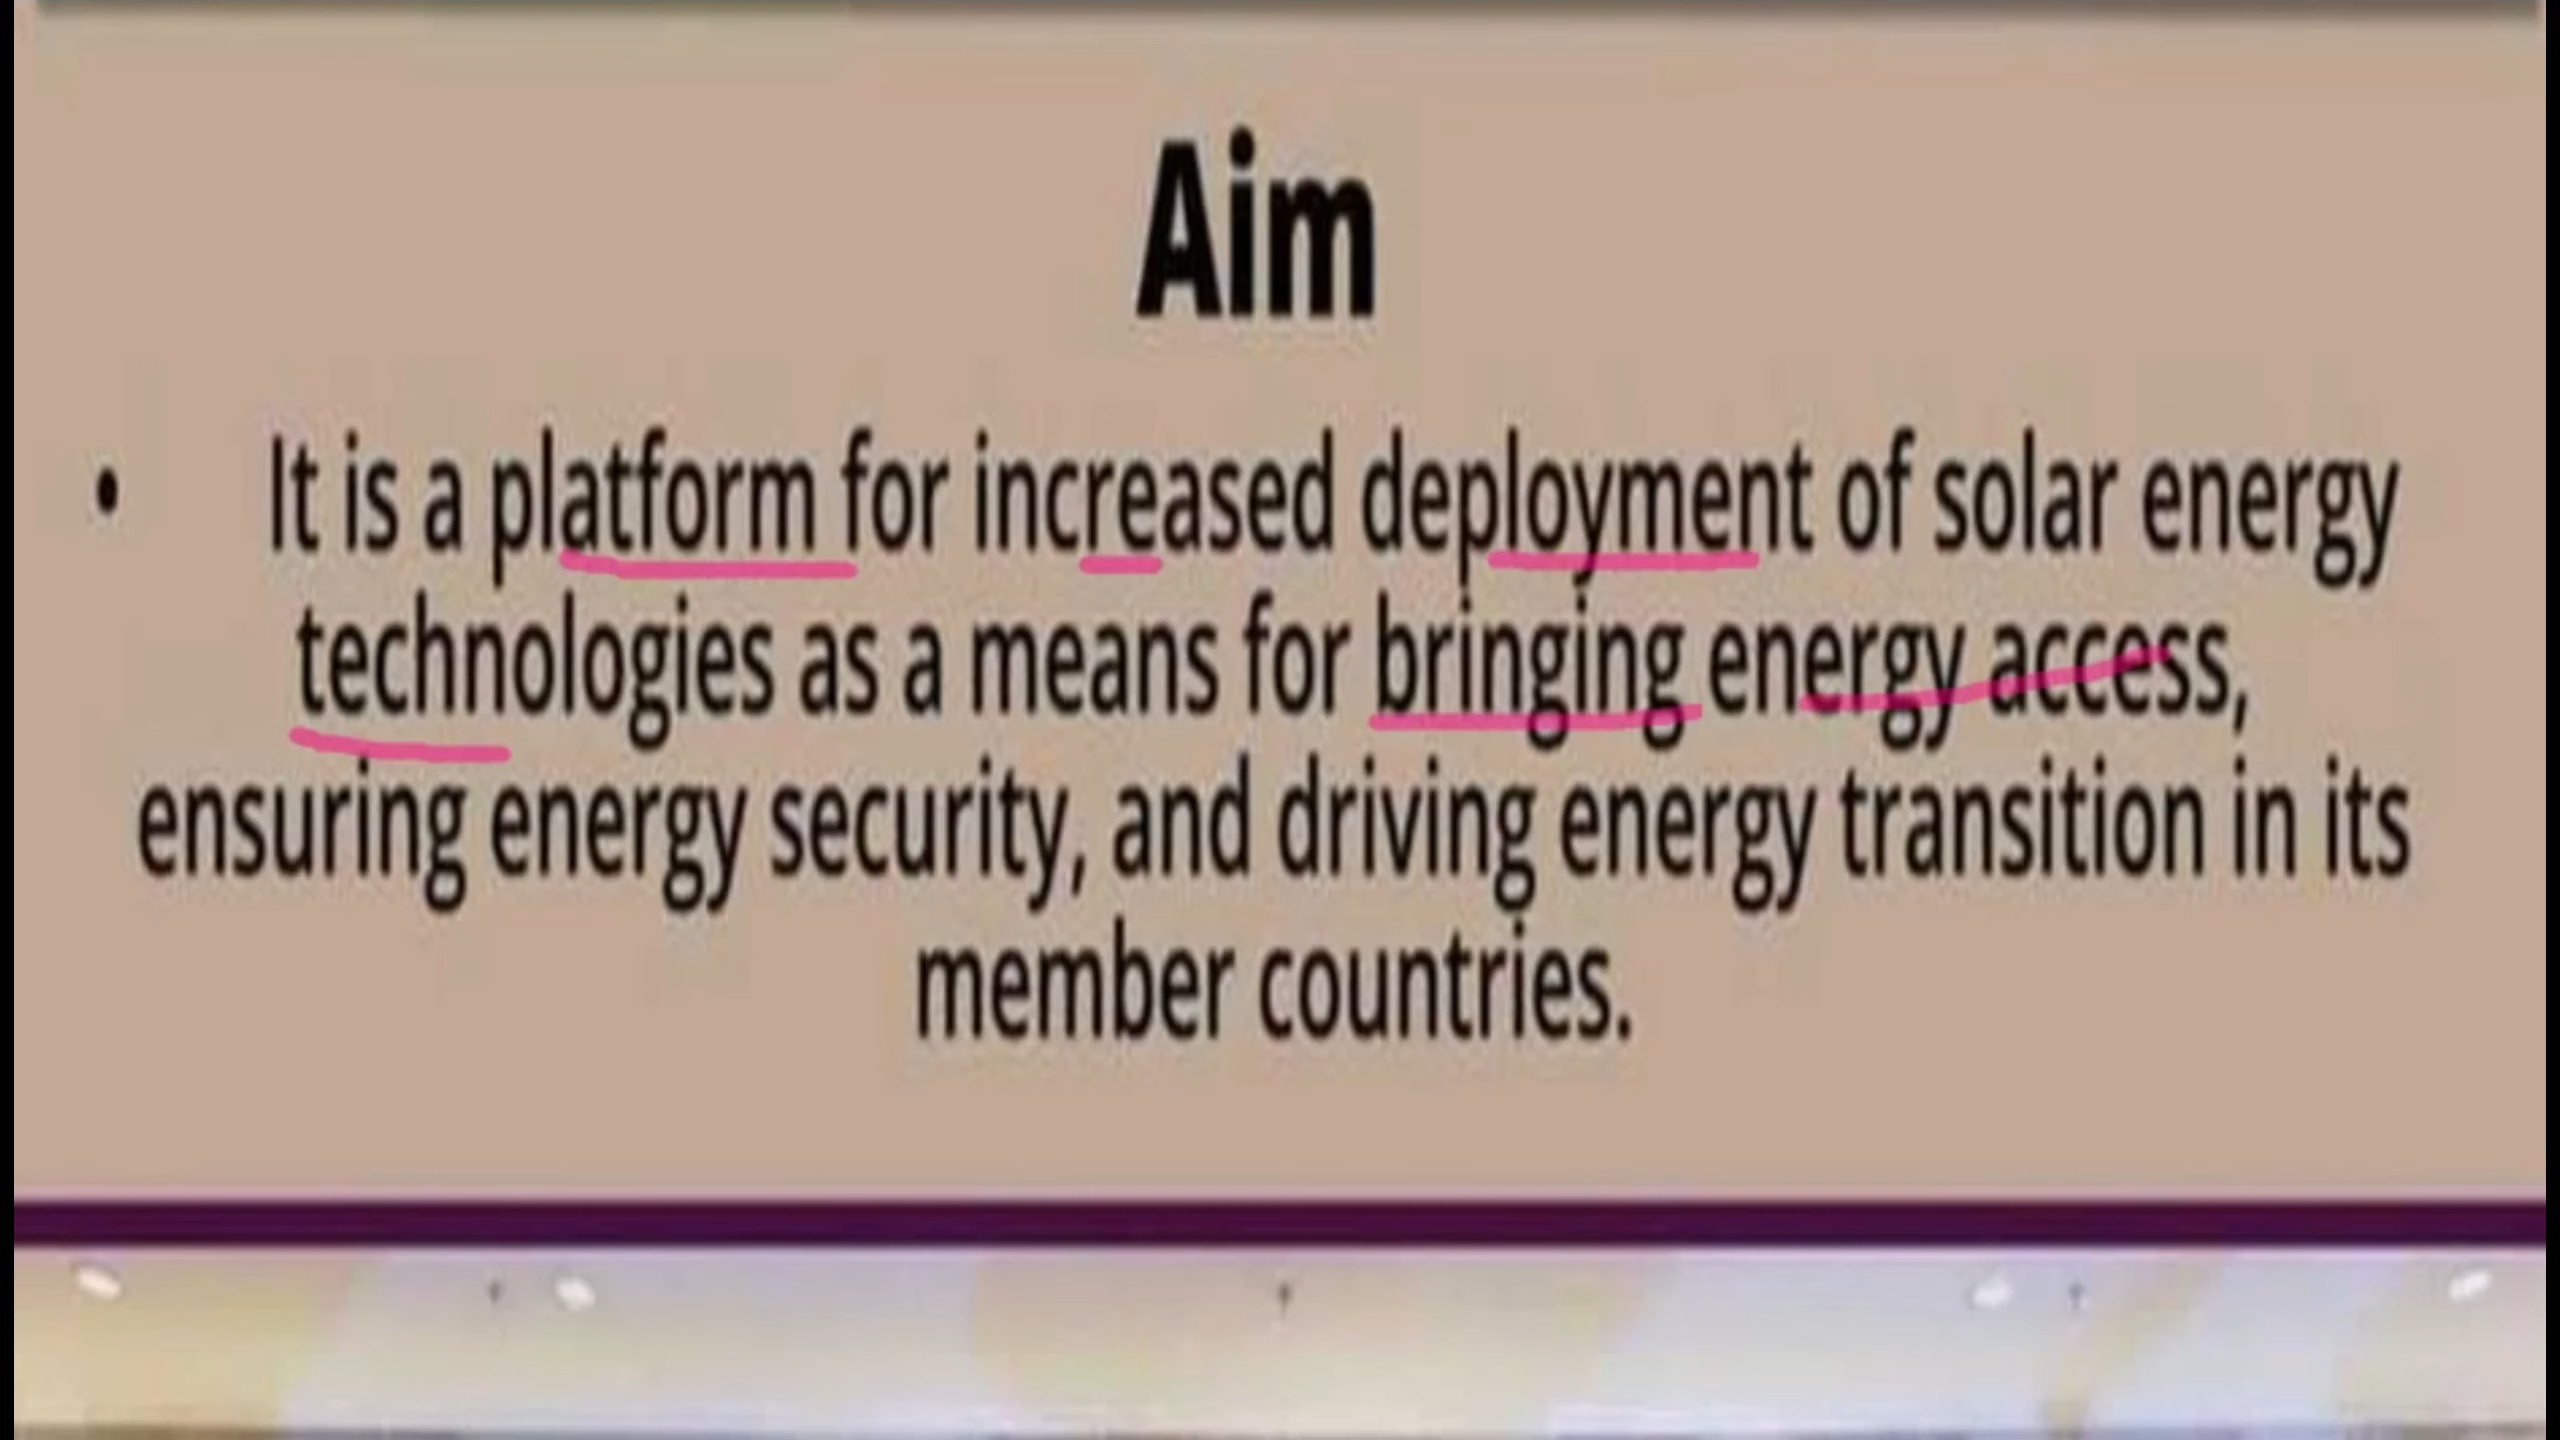 Aim
• It is a platform for increased deployment of solar energy
technologies as a means for bringing energy access,
ensuring energy security, and driving energy transition in its
member countries.